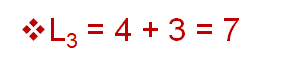 ❖L₃ = 4 + 3 = 7